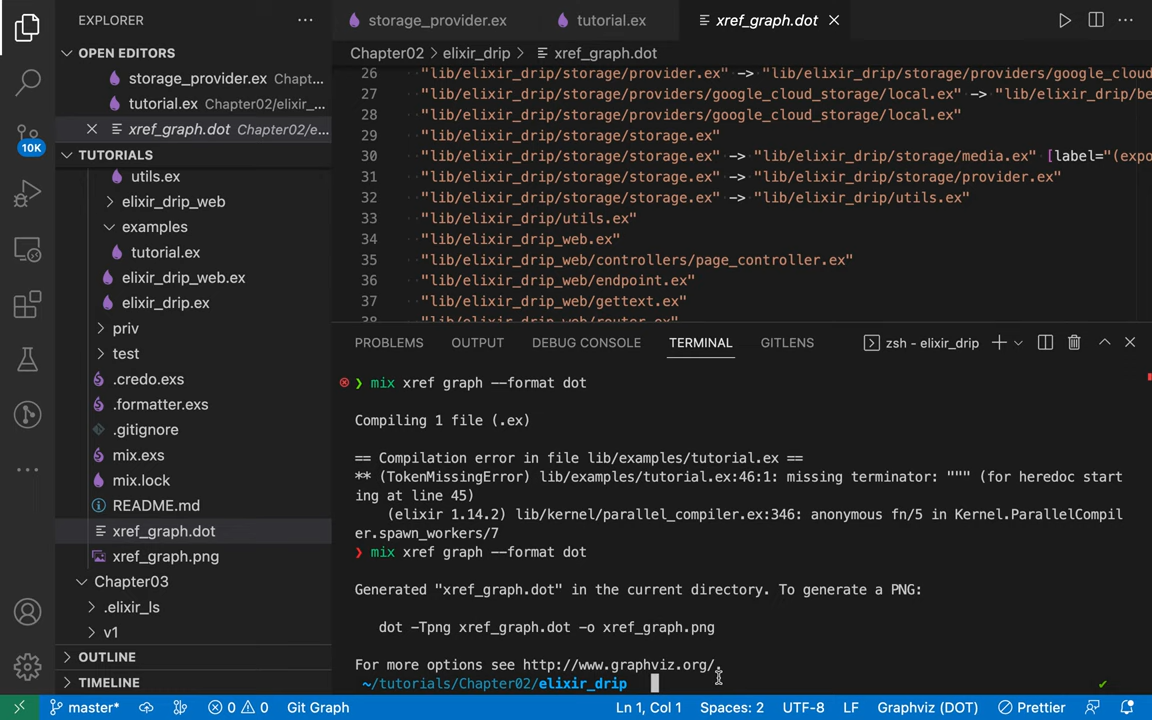 EXPLORER
OPEN EDITORS
storage_provider.ex Chapt...
tutorial.ex Chapter02/elixir_...
xref_graph.dot Chapter02/e...
TUTORIALS
utils.ex
elixir_drip_web
examples
tutorial.ex
elixir_drip_web.ex
elixir_drip.ex
priv
test
.credo.exs
.formatter.exs
.gitignore
mix.exs
mix.lock
README.md
xref_graph.dot
xref_graph.png
Chapter03
.elixir_ls
v1
OUTLINE
TIMELINE
10K
storage_provider.ex tutorial.ex xref_graph.dot
Chapter02 > elixir_drip > xref_graph.dot
26 "lib/elixir_drip/storage/provider.ex" -> "lib/elixir_drip/storage/providers/google_cloud
27 "lib/elixir_drip/storage/providers/google_cloud_storage/local.ex" -> "lib/elixir_drip/be
28 "lib/elixir_drip/storage/providers/google_cloud_storage/local.ex"
29 "lib/elixir_drip/storage/storage.ex"
30 "lib/elixir_drip/storage/storage.ex" -> "lib/elixir_drip/storage/media.ex" [label="(expo
31 "lib/elixir_drip/storage/storage.ex" -> "lib/elixir_drip/storage/provider.ex"
32 "lib/elixir_drip/storage/storage.ex" -> "lib/elixir_drip/utils.ex"
33 "lib/elixir_drip/utils.ex"
34 "lib/elixir_drip_web.ex"
35 "lib/elixir_drip_web/controllers/page_controller.ex"
36 "lib/elixir_drip_web/endpoint.ex"
37 "lib/elixir_drip_web/gettext.ex"
38 "lib/elixir_drip_web/router.ex"
PROBLEMS OUTPUT DEBUG CONSOLE TERMINAL GITLENS zsh - elixir_drip
❯ mix xref graph --format dot
Compiling 1 file (.ex)
== Compilation error in file lib/examples/tutorial.ex ==
** (TokenMissingError) lib/examples/tutorial.ex:46:1: missing terminator: """ (for heredoc start
ing at line 45)
(elixir 1.14.2) lib/kernel/parallel_compiler.ex:346: anonymous fn/5 in Kernel.ParallelCompil
er.spawn_workers/7
❯ mix xref graph --format dot
Generated "xref_graph.dot" in the current directory. To generate a PNG:
dot -Tpng xref_graph.dot -o xref_graph.png
For more options see http://www.graphviz.org/.
~/tutorials/Chapter02/elixir_drip
master* 0 0 Git Graph Ln 1, Col 1 Spaces: 2 UTF-8 LF Graphviz (DOT) Prettier